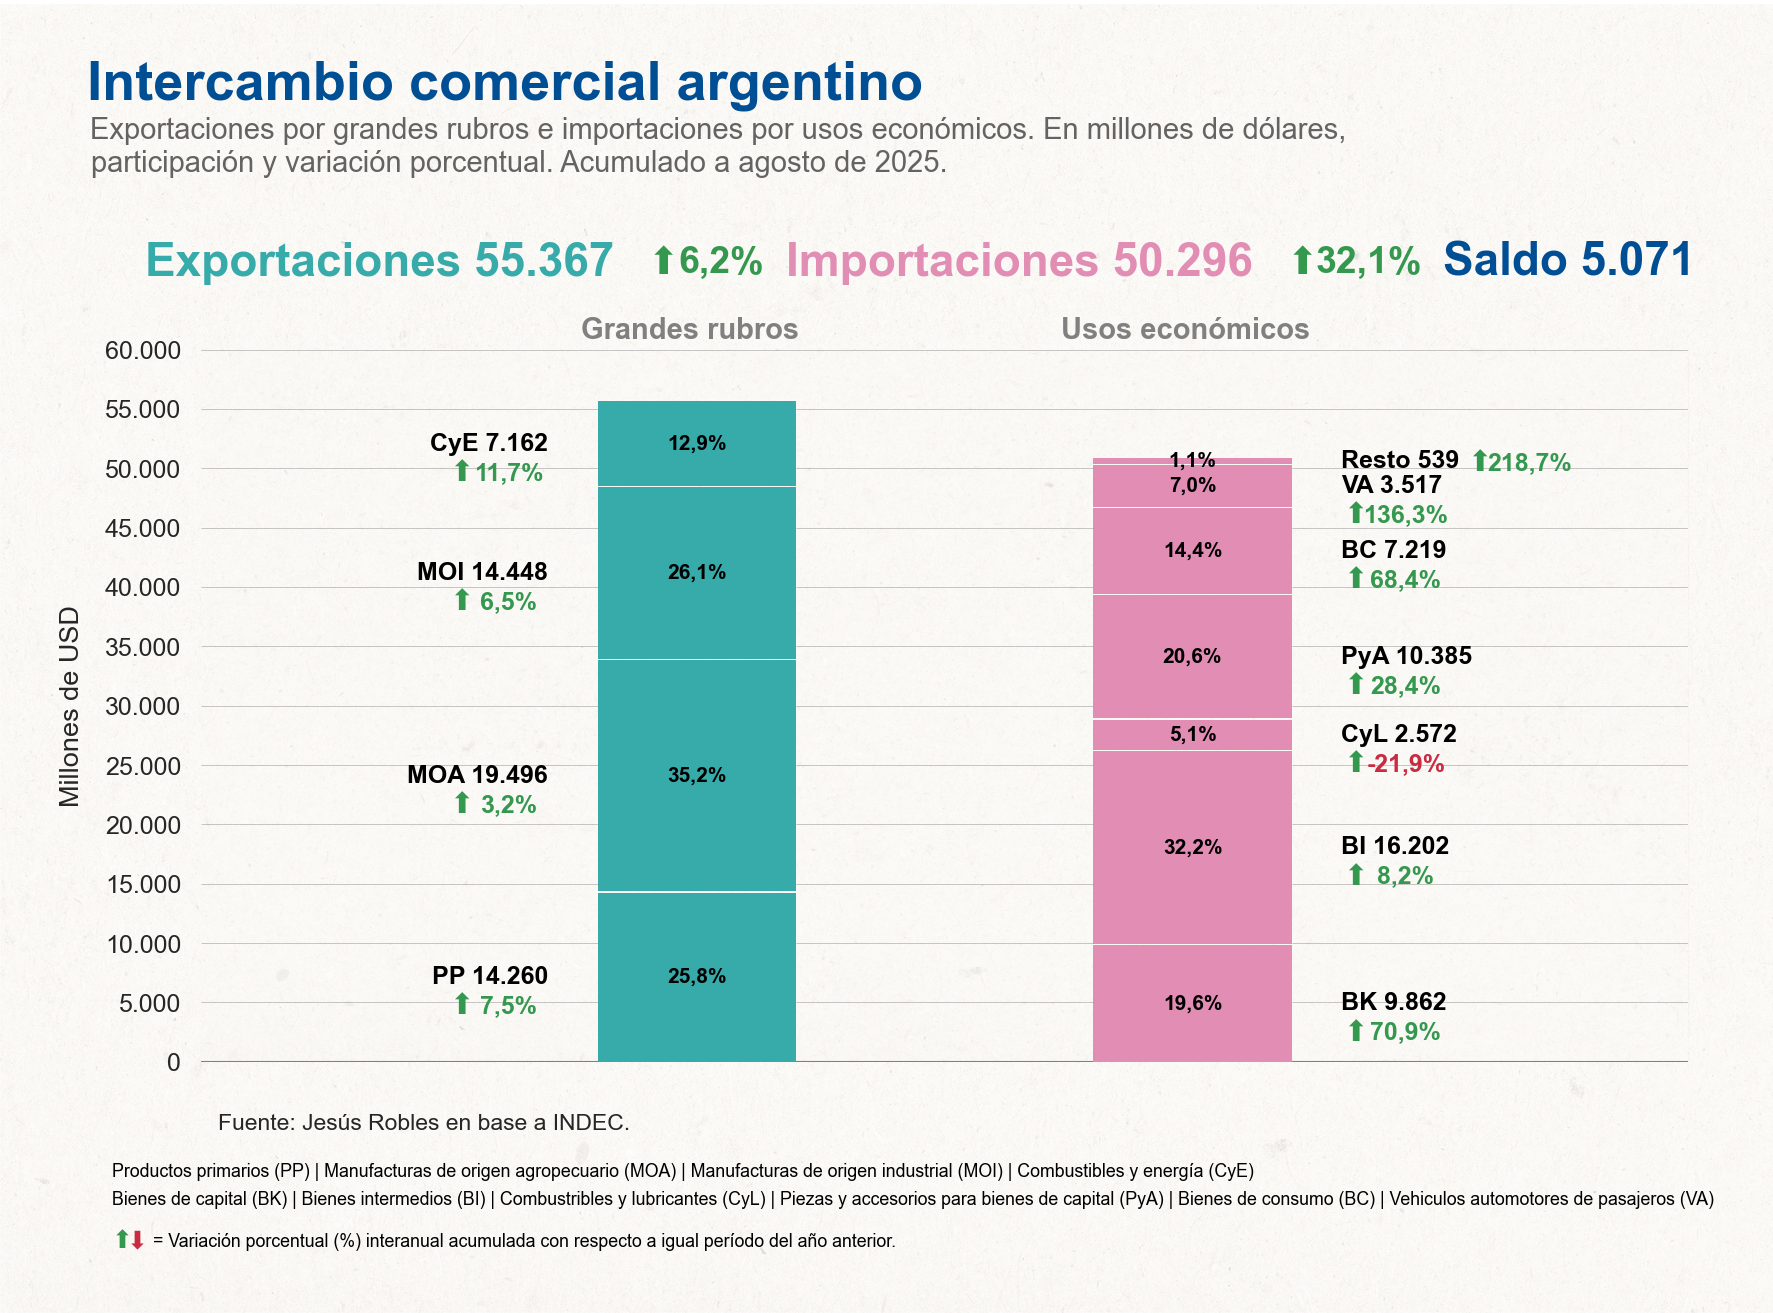 Intercambio comercial argentino
Exportaciones por grandes rubros e importaciones por usos económicos. En millones de dólares,
participación y variación porcentual. Acumulado a agosto de 2025.
Exportaciones 55.367 ⬆6,2% Importaciones 50.296 ⬆32,1% Saldo 5.071
Grandes rubros
Usos económicos
Millones de USD
60.000
55.000
50.000
45.000
40.000
35.000
30.000
25.000
20.000
15.000
10.000
5.000
0
CyE 7.162
⬆11,7%
MOI 14.448
⬆ 6,5%
MOA 19.496
⬆ 3,2%
PP 14.260
⬆ 7,5%
12,9%
26,1%
35,2%
25,8%
1,1%
7,0%
14,4%
20,6%
5,1%
32,2%
19,6%
Resto 539 ⬆218,7%
VA 3.517
⬆136,3%
BC 7.219
⬆ 68,4%
PyA 10.385
⬆ 28,4%
CyL 2.572
⬆-21,9%
BI 16.202
⬆ 8,2%
BK 9.862
⬆ 70,9%
Fuente: Jesús Robles en base a INDEC.
Productos primarios (PP) | Manufacturas de origen agropecuario (MOA) | Manufacturas de origen industrial (MOI) | Combustibles y energía (CyE)
Bienes de capital (BK) | Bienes intermedios (BI) | Combustribles y lubricantes (CyL) | Piezas y accesorios para bienes de capital (PyA) | Bienes de consumo (BC) | Vehiculos automotores de pasajeros (VA)
⬆⬇ = Variación porcentual (%) interanual acumulada con respecto a igual período del año anterior.